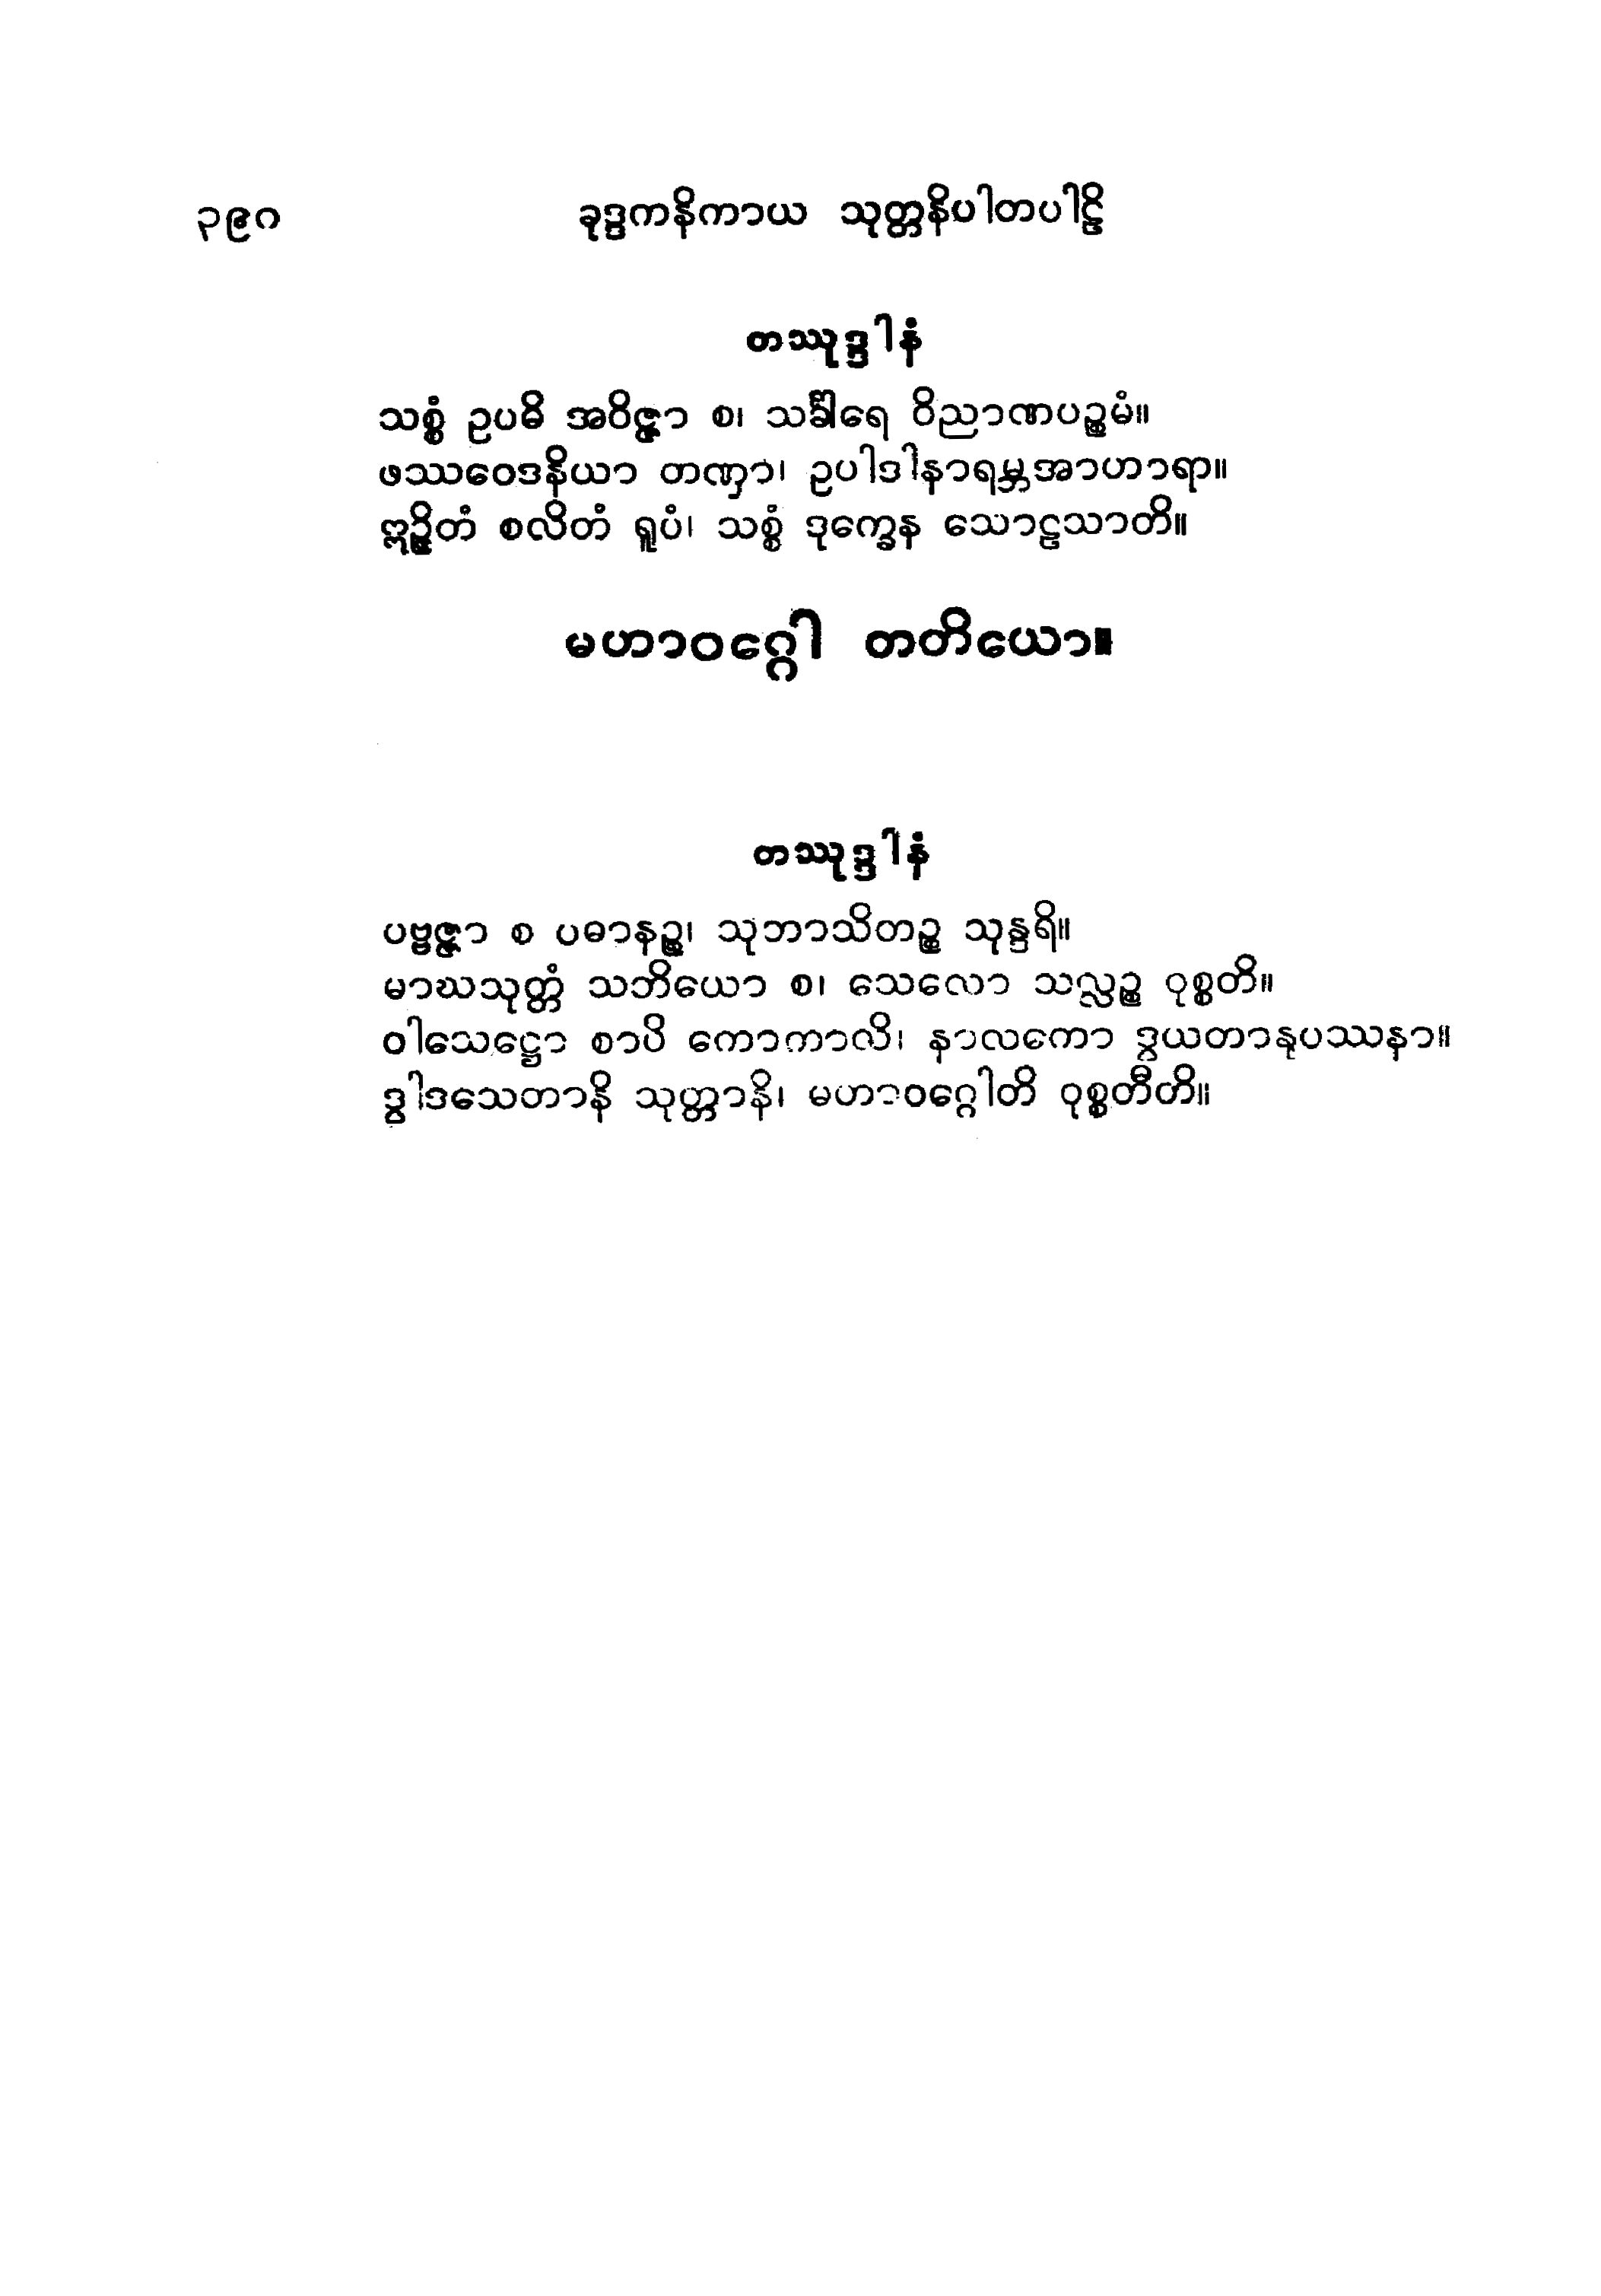 ၃၉၀ ခုဒ္ဒကနိကာယ သုတ္တနိပါတပါဠိ
တဿုဒ္ဒါနံ
သစ္စံ ဥပဓိ အဝိဇ္ဇာ စ၊ သင်္ခါရေ ဝိညာဏပဉ္စမံ။
ဖဿဝေဒနိယာ တဏှာ၊ ဥပါဒါနာရမ္ဘအာဟာရာ။
ဣဉ္ဇိတံ စလိတံ ရူပံ၊ သစ္စံ ဒုက္ခေန သောဠသာတိ။
မဟာဝဂ္ဂေါ တတိယော။
တဿုဒ္ဒါနံ
ပဗ္ဗဇ္ဇာ စ ပဓာနဉ္စ၊ သုဘာသိတဉ္စ သုန္ဒရိ။
မာဃသုတ္တံ သဘိယော စ၊ သေလော သလ္လဉ္စ ဝုစ္စတိ။
ဝါသေဋ္ဌော စာပိ ကောကာလိ၊ နာလကော ဒွယတာနုပဿနာ။
ဒွါဒသေတာနိ သုတ္တာနိ၊ မဟာဝဂ္ဂေါတိ ဝုစ္စတီတိ။